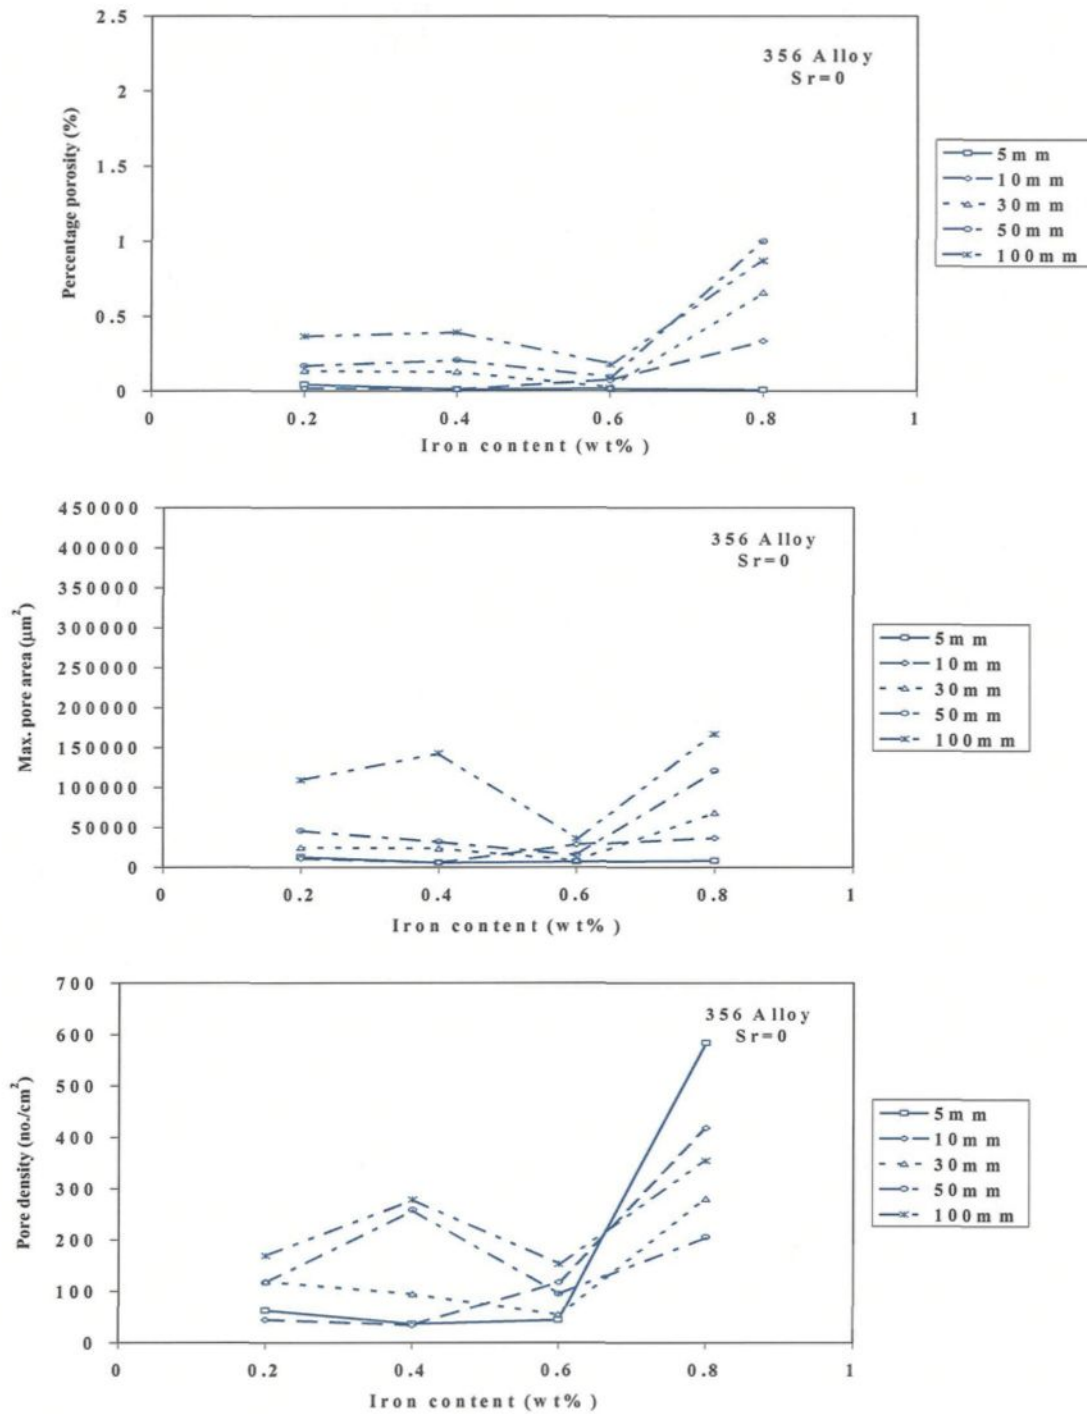 2.5
356 Alloy
Sr=0
2
1.5
1
0.5
0
Percentage porosity (%)
0 0.2 0.4 0.6 0.8 1
Iron content (wt%)
5mm
10mm
30mm
50mm
100mm
450000
400000
350000
300000
250000
200000
150000
100000
50000
0
Max. pore area (µm²)
356 Alloy
Sr=0
0 0.2 0.4 0.6 0.8 1
Iron content (wt%)
5mm
10mm
30mm
50mm
100mm
700
600
500
400
300
200
100
0
Pore density (no./cm²)
356 Alloy
Sr=0
0 0.2 0.4 0.6 0.8 1
Iron content (wt%)
5mm
10mm
30mm
50mm
100mm